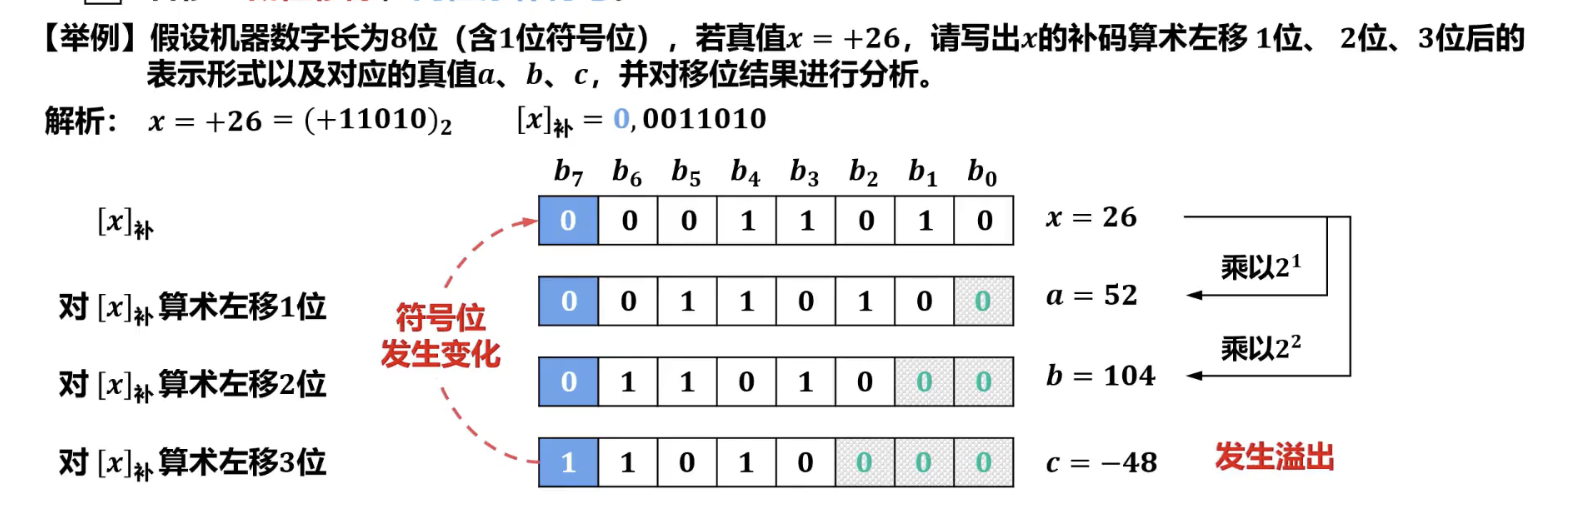 【举例】假设机器数字长为8位（含1位符号位），若真值x = +26，请写出x的补码算术左移 1位、 2位、3位后的
表示形式以及对应的真值a、b、c，并对移位结果进行分析。
解析： x = +26 = (+11010)₂ [x]补 = 0, 0011010
b₇ b₆ b₅ b₄ b₃ b₂ b₁ b₀
[x]补 0 0 0 1 1 0 1 0 x = 26
乘以2¹
对 [x]补 算术左移1位 0 0 1 1 0 1 0 0 a = 52
符号位
发生变化
乘以2²
对 [x]补 算术左移2位 0 1 1 0 1 0 0 0 b = 104
对 [x]补 算术左移3位 1 1 0 1 0 0 0 0 c = −48 发生溢出